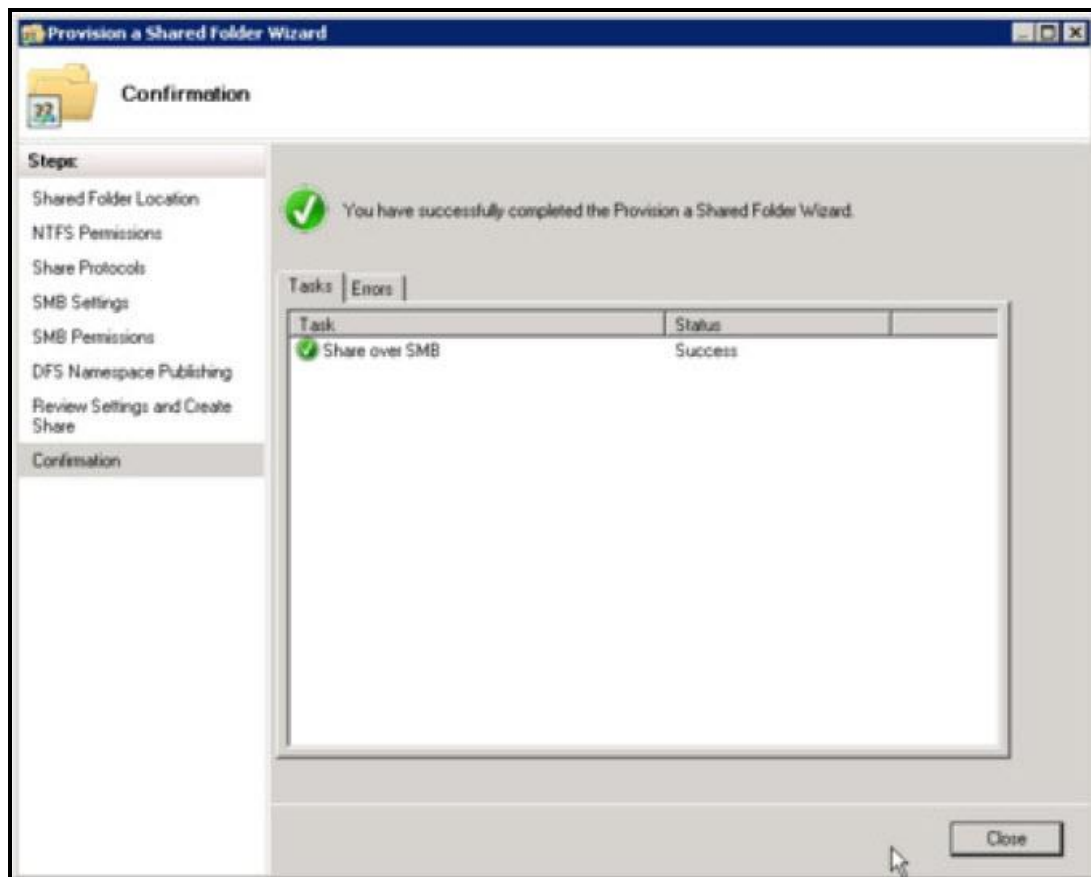 Provision a Shared Folder Wizard
Confirmation
Steps:
Shared Folder Location
NTFS Permissions
Share Protocols
SMB Settings
SMB Permissions
DFS Namespace Publishing
Review Settings and Create
Share
Confirmation
You have successfully completed the Provision a Shared Folder Wizard.
Tasks Errors
Task Status
Share over SMB Success
Close